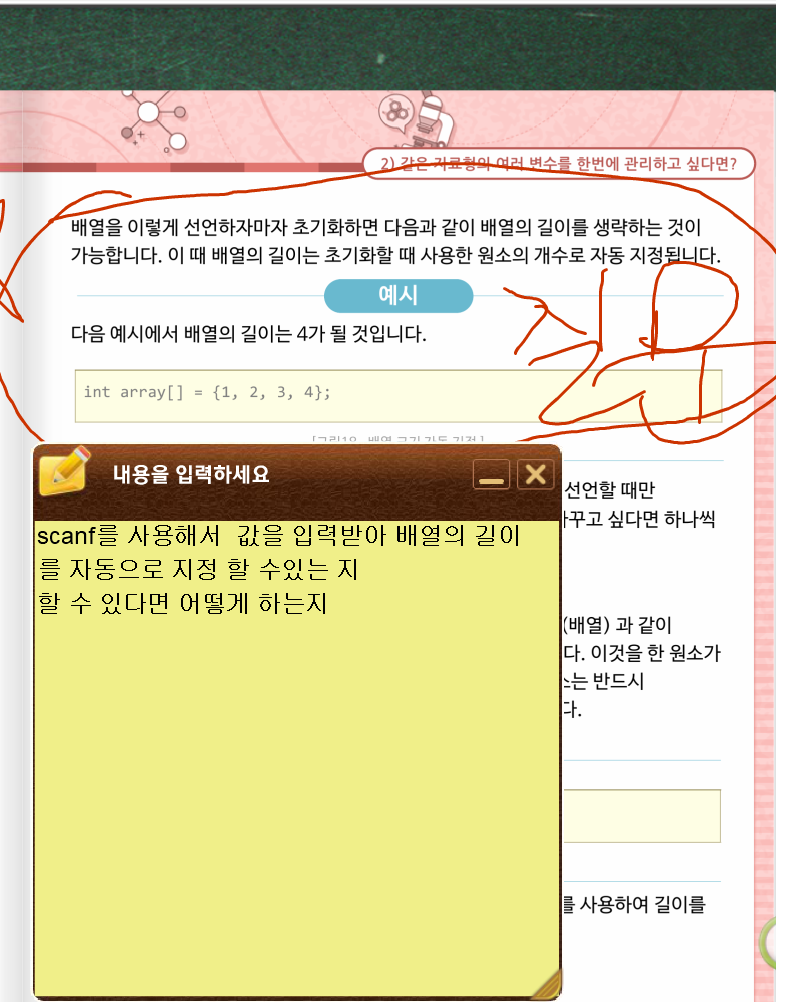 2) 같은 자료형의 여러 변수를 한번에 관리하고 싶다면?
배열을 이렇게 선언하자마자 초기화하면 다음과 같이 배열의 길이를 생략하는 것이
가능합니다. 이 때 배열의 길이는 초기화할 때 사용한 원소의 개수로 자동 지정됩니다.
예시
다음 예시에서 배열의 길이는 4가 될 것입니다.
질문
int array[] = {1, 2, 3, 4};
[그림18 배열 크기 자동 지정]
내용을 입력하세요
scanf를 사용해서 값을 입력받아 배열의 길이
를 자동으로 지정 할 수있는 지
할 수 있다면 어떻게 하는지
선언할 때만
바꾸고 싶다면 하나씩
(배열) 과 같이
다. 이것을 한 원소가
소는 반드시
다.
를 사용하여 길이를